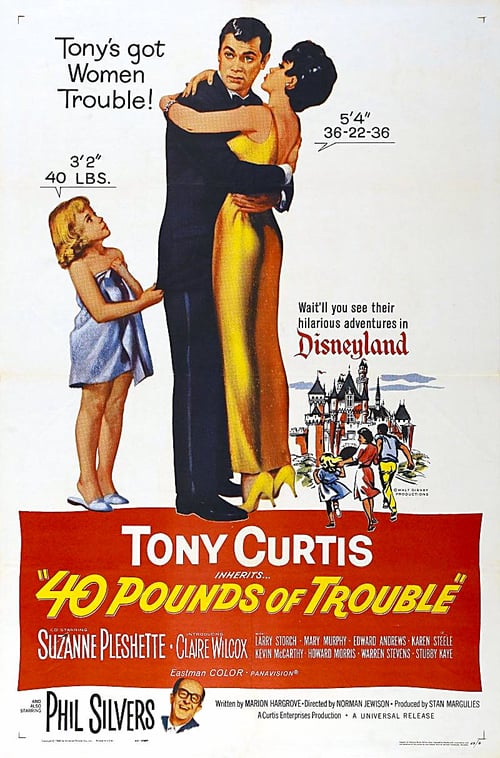 Tony's got
Women
Trouble!
5'4"
36-22-36
3'2"
40 LBS.
Wait'll you see their
hilarious adventures in
Disneyland
© WALT DISNEY
PRODUCTIONS
TONY CURTIS
INHERITS...
"40 POUNDS OF TROUBLE"
CO-STARRING
SUZANNE PLESHETTE •
INTRODUCING
CLAIRE WILCOX •
LARRY STORCH • MARY MURPHY • EDWARD ANDREWS • KAREN STEELE
KEVIN McCARTHY • HOWARD MORRIS • WARREN STEVENS • STUBBY KAYE
Eastman COLOR • PANAVISION®
AND
ALSO
STARRING
PHIL SILVERS
Written by MARION HARGROVE • Directed by NORMAN JEWISON • Produced by STAN MARGULIES
A Curtis Enterprises Production • A UNIVERSAL RELEASE